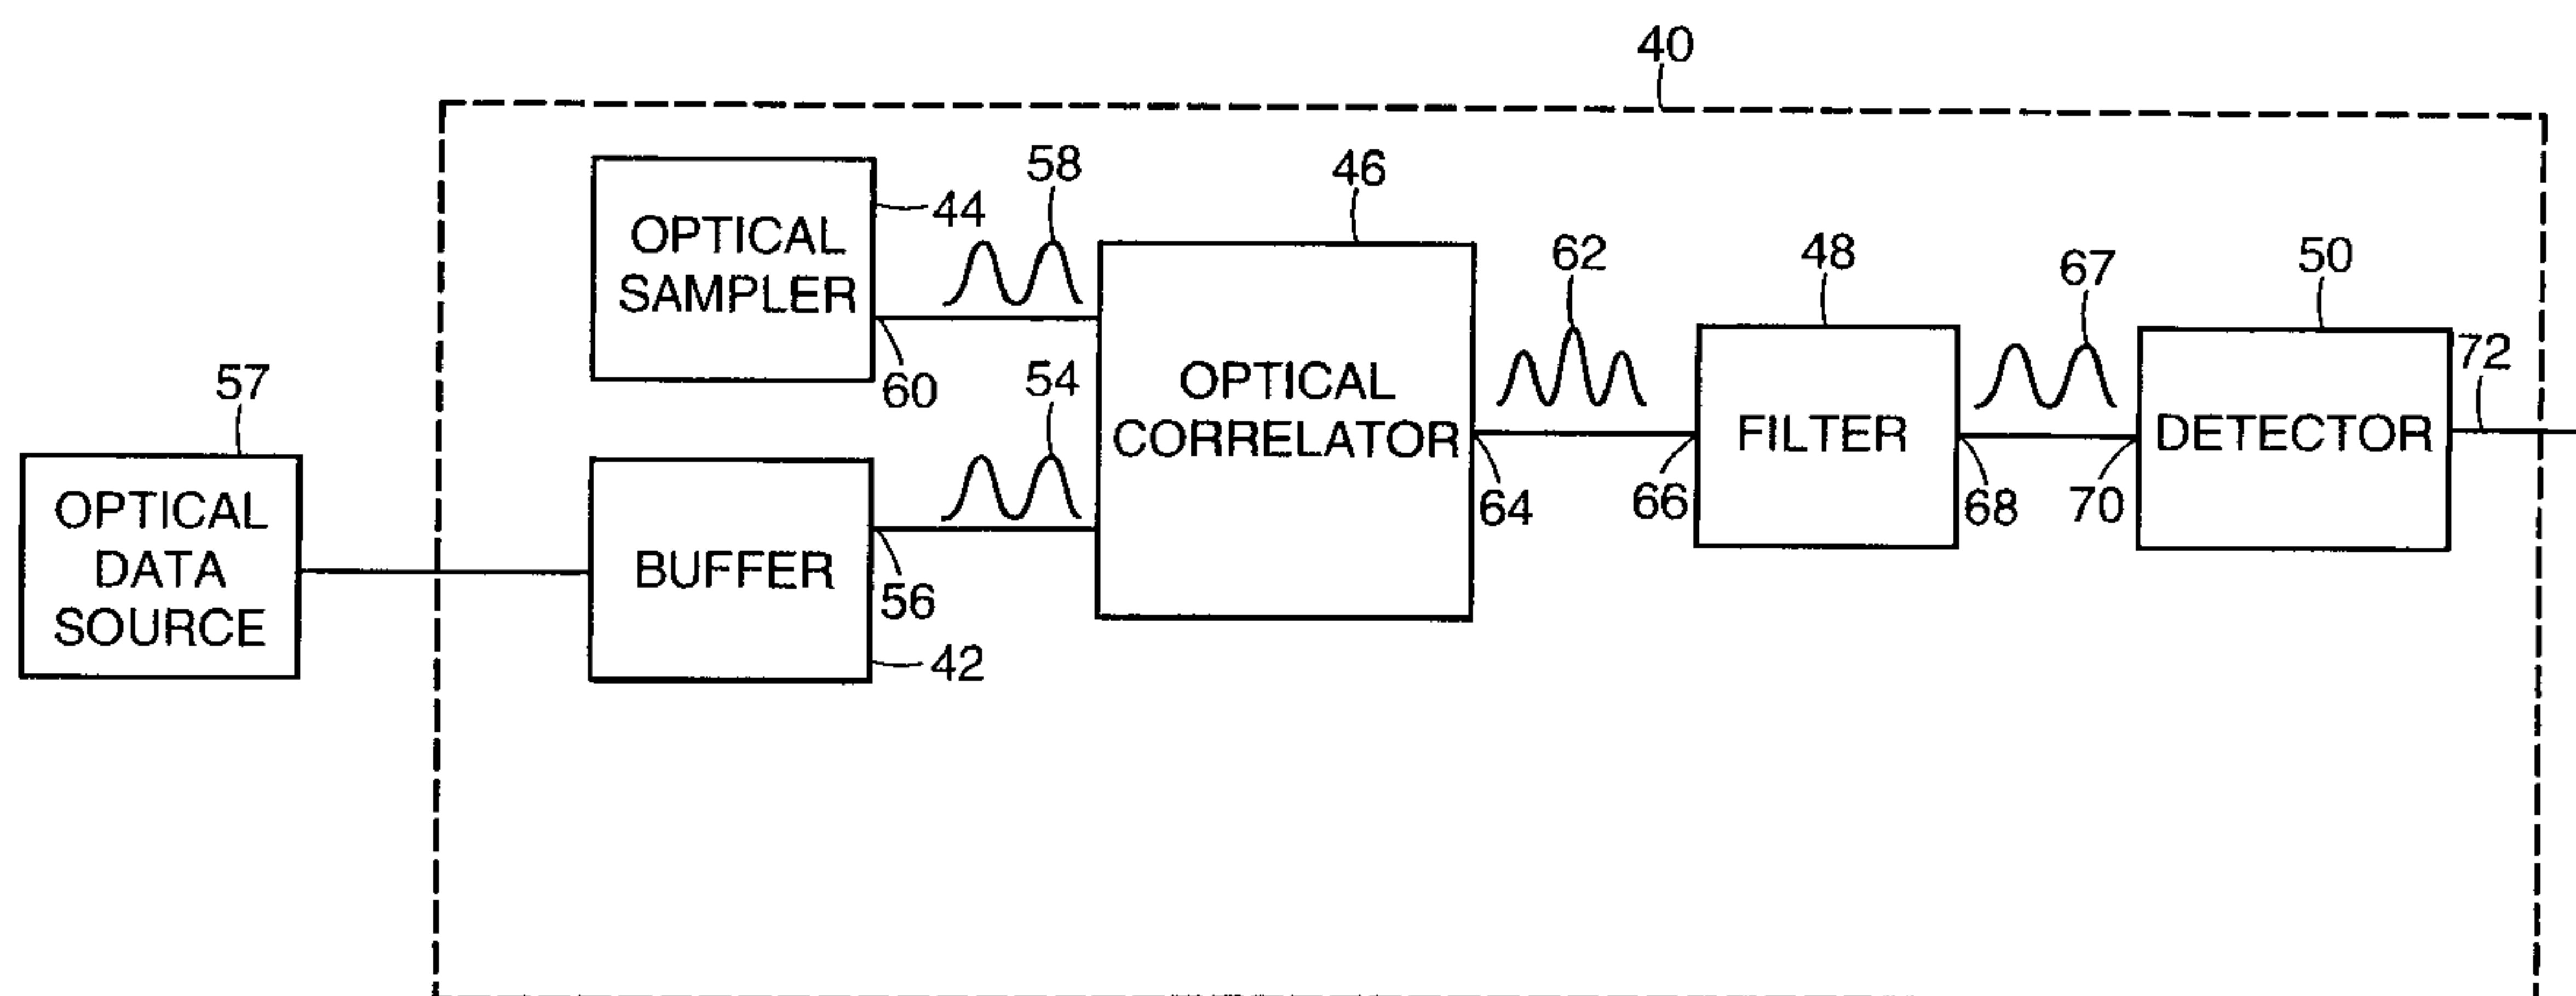 40
58
46
44
OPTICAL
SAMPLER
62
48
67
50
60
54
72
57
OPTICAL
CORRELATOR
FILTER
DETECTOR
64
66
68
70
OPTICAL
DATA
SOURCE
BUFFER
56
42